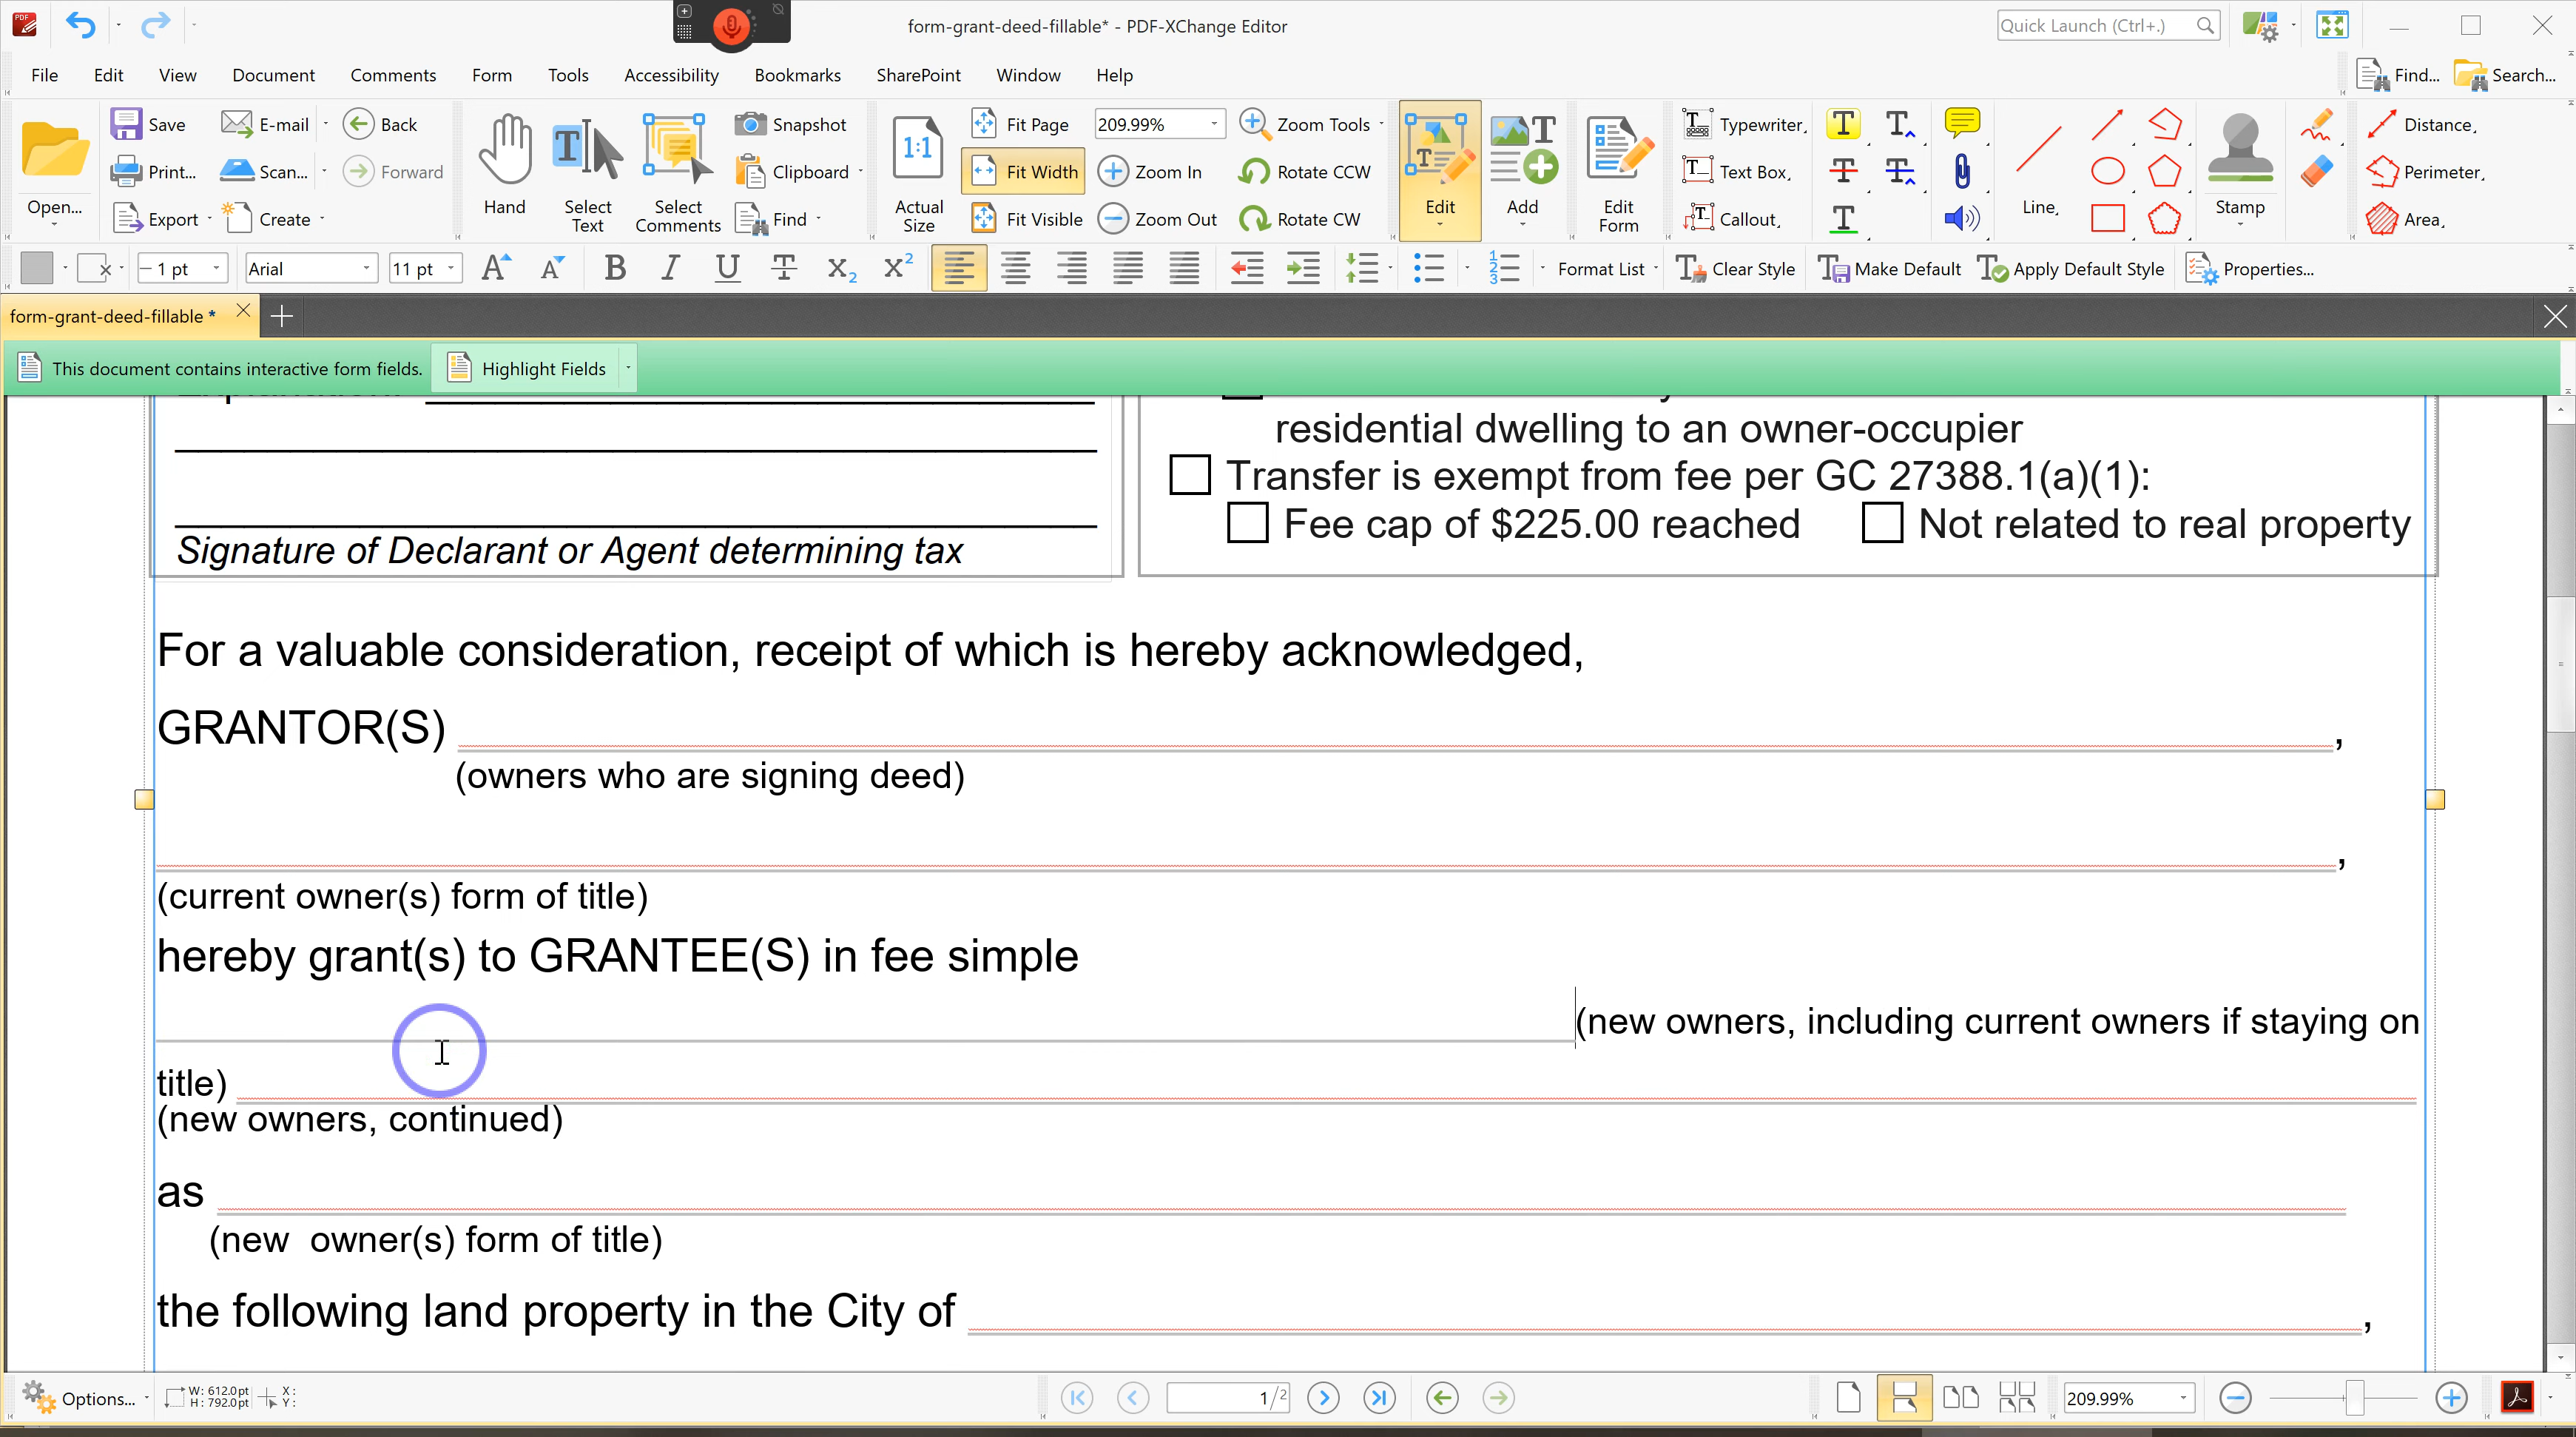 form-grant-deed-fillable* - PDF-XChange Editor
Quick Launch (Ctrl+.)
File Edit View Document Comments Form Tools Accessibility Bookmarks SharePoint Window Help
Find... Search...
Open...
Save E-mail Back
Print... Scan... Forward
Export Create
Hand
Select Text
Select Comments
Snapshot
Clipboard
Find
1:1
Actual Size
Fit Page 209.99% Zoom Tools
Fit Width Zoom In Rotate CCW
Fit Visible Zoom Out Rotate CW
Edit
Add
Edit Form
Typewriter
Text Box
Callout
Line
Stamp
Distance
Perimeter
Area
1 pt Arial 11 pt Format List Clear Style Make Default Apply Default Style Properties...
form-grant-deed-fillable *
This document contains interactive form fields. Highlight Fields
residential dwelling to an owner-occupier
Transfer is exempt from fee per GC 27388.1(a)(1):
Fee cap of $225.00 reached Not related to real property
Signature of Declarant or Agent determining tax
For a valuable consideration, receipt of which is hereby acknowledged,
GRANTOR(S) ,
(owners who are signing deed)
,
(current owner(s) form of title)
hereby grant(s) to GRANTEE(S) in fee simple
(new owners, including current owners if staying on
title)
(new owners, continued)
as
(new owner(s) form of title)
the following land property in the City of ,
Options... W: 612.0pt X:
H: 792.0pt Y:
1 / 2
209.99%